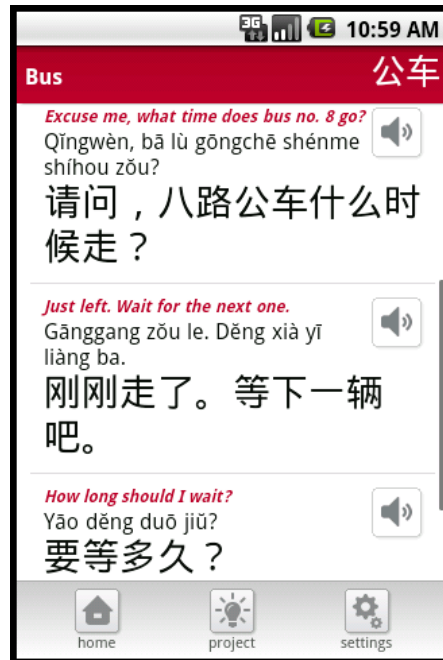 3G 10:59 AM
Bus 公车
Excuse me, what time does bus no. 8 go?
Qǐngwèn, bā lù gōngchē shénme
shíhou zǒu?
请问，八路公车什么时
候走？
Just left. Wait for the next one.
Gānggang zǒu le. Děng xià yī
liàng ba.
刚刚走了。等下一辆
吧。
How long should I wait?
Yāo děng duō jiǔ?
要等多久？
home project settings